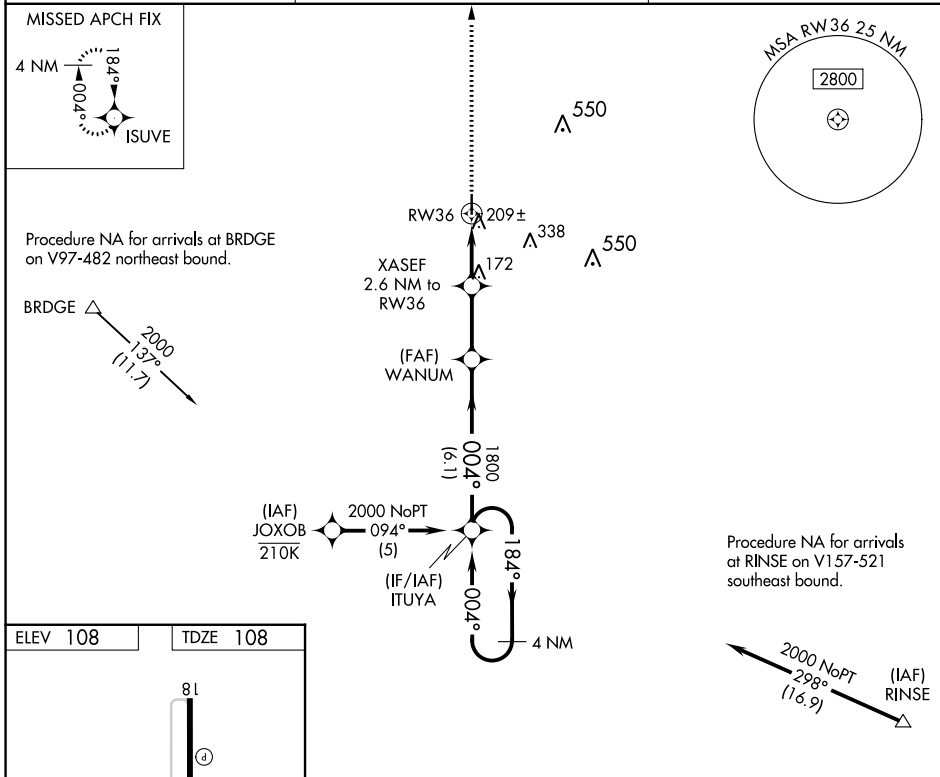 MISSED APCH FIX
4 NM
184°
004°
ISUVE
MSA RW36 25 NM
2800
550
RW36
209±
338
550
172
XASEF
2.6 NM to
RW36
Procedure NA for arrivals at BRDGE
on V97-482 northeast bound.
BRDGE
2000
137°
(11.7)
(FAF)
WANUM
1800
004°
(6.1)
(IAF)
JOXOB
210K
2000 NoPT
094°
(5)
(IF/IAF)
ITUYA
184°
004°
4 NM
Procedure NA for arrivals
at RINSE on V157-521
southeast bound.
2000 NoPT
298°
(16.9)
(IAF)
RINSE
ELEV 108
TDZE 108
18
P